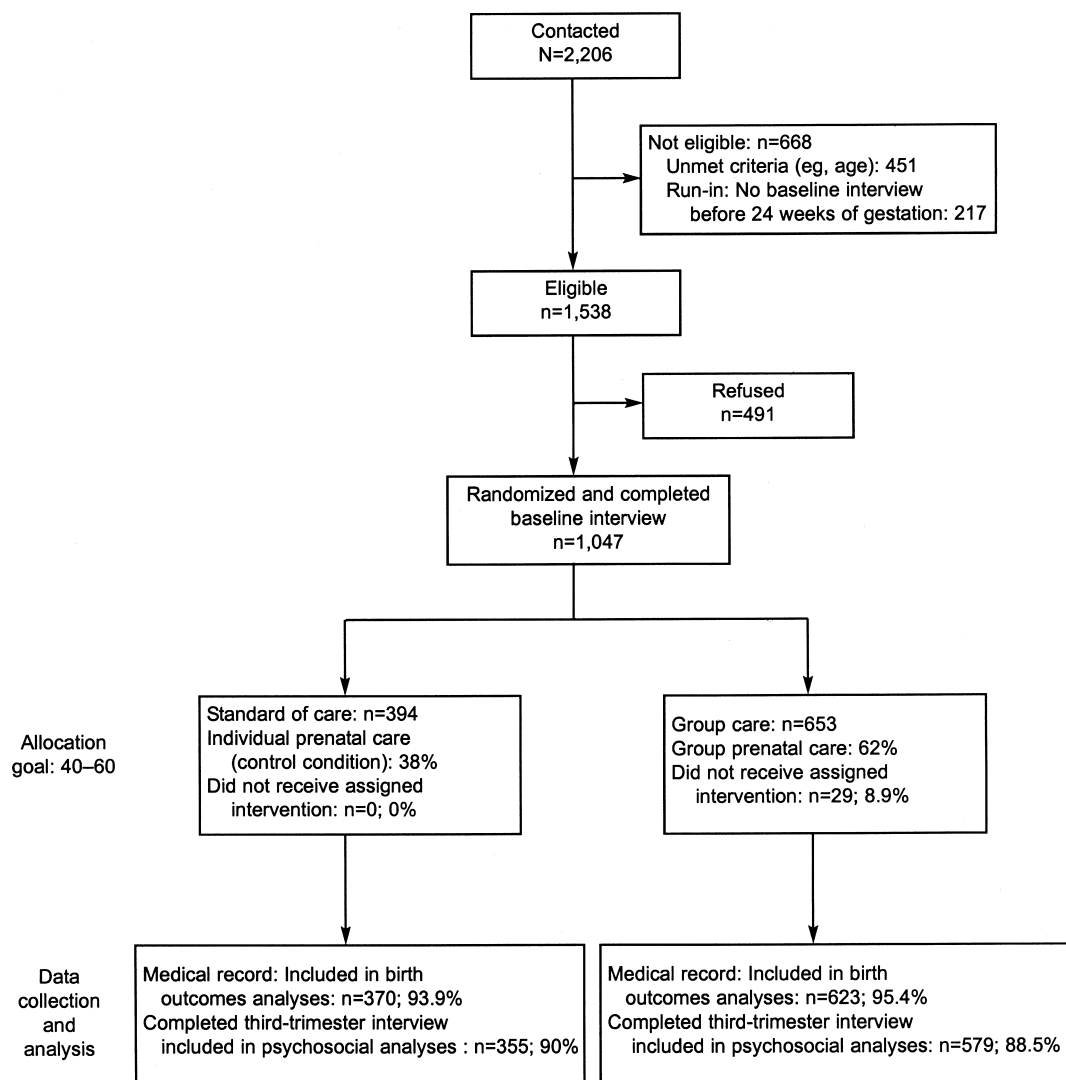 Contacted
N=2,206
Not eligible: n=668
Unmet criteria (eg, age): 451
Run-in: No baseline interview
before 24 weeks of gestation: 217
Eligible
n=1,538
Refused
n=491
Randomized and completed
baseline interview
n=1,047
Allocation
goal: 40–60
Standard of care: n=394
Individual prenatal care
(control condition): 38%
Did not receive assigned
intervention: n=0; 0%
Group care: n=653
Group prenatal care: 62%
Did not receive assigned
intervention: n=29; 8.9%
Data
collection
and
analysis
Medical record: Included in birth
outcomes analyses: n=370; 93.9%
Completed third-trimester interview
included in psychosocial analyses : n=355; 90%
Medical record: Included in birth
outcomes analyses: n=623; 95.4%
Completed third-trimester interview
included in psychosocial analyses: n=579; 88.5%